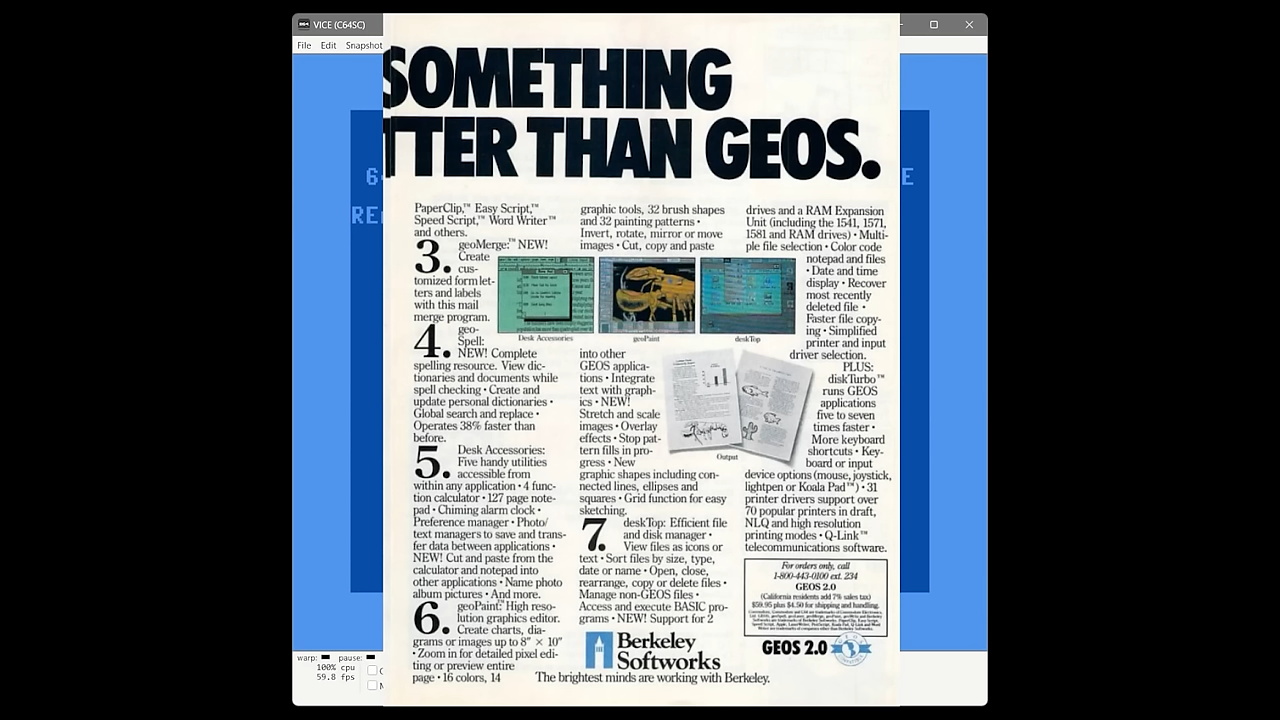 VICE (C64SC)
File Edit Snapshot
SOMETHING
TTER THAN GEOS.
PaperClip,™ Easy Script,™
Speed Script,™ Word Writer™
and others.
3. geoMerge:™ NEW!
Create
cus-
tomized form let-
ters and labels
with this mail
merge program.
4. geo-
Spell:
NEW! Complete
spelling resource. View dic-
tionaries and documents while
spell checking • Create and
update personal dictionaries •
Global search and replace •
Operates 38% faster than
before.
5. Desk Accessories:
Five handy utilities
accessible from
within any application • 4 func-
tion calculator • 127 page note-
pad • Chiming alarm clock •
Preference manager • Photo/
text managers to save and trans-
fer data between applications •
NEW! Cut and paste from the
calculator and notepad into
other applications • Name photo
album pictures • And more.
6. geoPaint:™ High reso-
lution graphics editor.
Create charts, dia-
grams or images up to 8" × 10"
• Zoom in for detailed pixel edi-
ting or preview entire
page • 16 colors, 14
graphic tools, 32 brush shapes
and 32 painting patterns •
Invert, rotate, mirror or move
images • Cut, copy and paste
Desk Accessories
geoPaint
deskTop
into other
GEOS applica-
tions • Integrate
text with graph-
ics • NEW!
Stretch and scale
images • Overlay
effects • Stop pat-
tern fills in pro-
gress • New
graphic shapes including con-
nected lines, ellipses and
squares • Grid function for easy
sketching.
Output
7. deskTop: Efficient file
and disk manager •
View files as icons or
text • Sort files by size, type,
date or name • Open, close,
rearrange, copy or delete files •
Manage non-GEOS files •
Access and execute BASIC pro-
grams • NEW! Support for 2
drives and a RAM Expansion
Unit (including the 1541, 1571,
1581 and RAM drives) • Multi-
ple file selection • Color code
notepad and files
• Date and time
display • Recover
most recently
deleted file •
Faster file copy-
ing • Simplified
printer and input
driver selection.
PLUS:
diskTurbo™
runs GEOS
applications
five to seven
times faster •
More keyboard
shortcuts • Key-
board or input
device options (mouse, joystick,
lightpen or Koala Pad™) • 31
printer drivers support over
70 popular printers in draft,
NLQ and high resolution
printing modes • Q-Link™
telecommunications software.
For orders only, call
1-800-443-0100 ext. 234
GEOS 2.0
(California residents add 7% sales tax)
$59.95 plus $4.50 for shipping and handling.
GEOS 2.0
Berkeley
Softworks
The brightest minds are working with Berkeley.
warp: pause:
100% cpu
59.8 fps